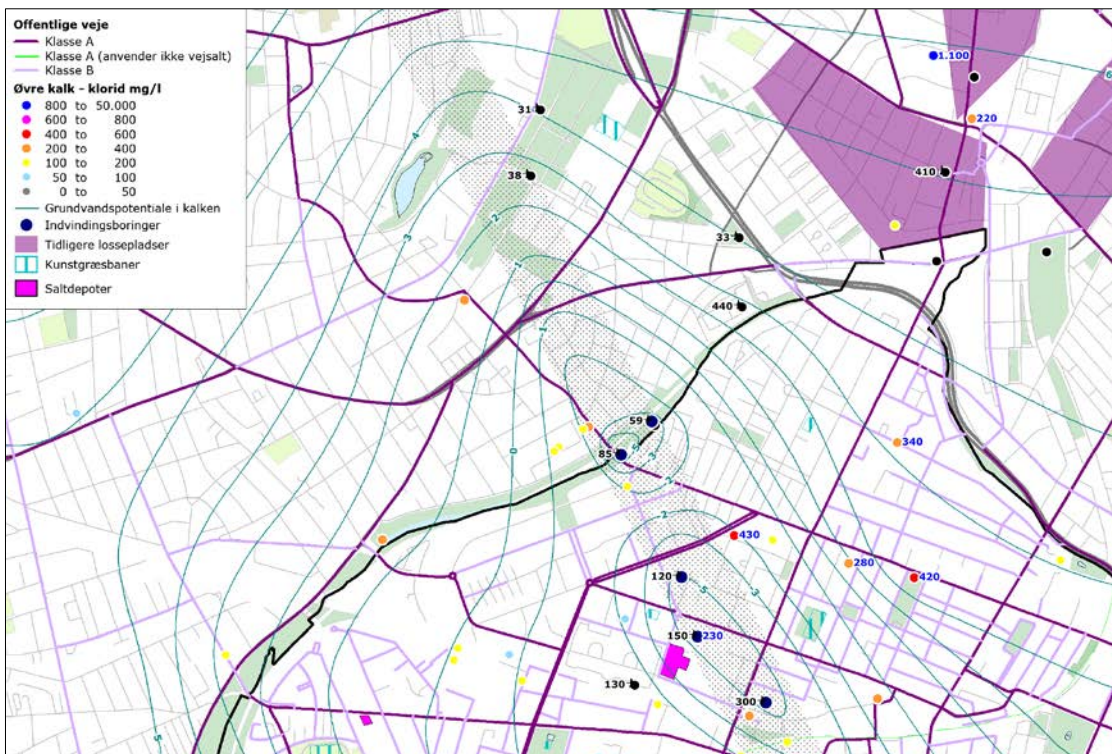 Offentlige veje
Klasse A
Klasse A (anvender ikke vejsalt)
Klasse B
Øvre kalk - klorid mg/l
800 to 50.000
600 to 800
400 to 600
200 to 400
100 to 200
50 to 100
0 to 50
Grundvandspotentiale i kalken
Indvindingsboringer
Tidligere lossepladser
Kunstgræsbaner
Saltdepoter
1.100
31
220
38
410
33
440
59
340
85
430
280
420
120
150
230
130
300